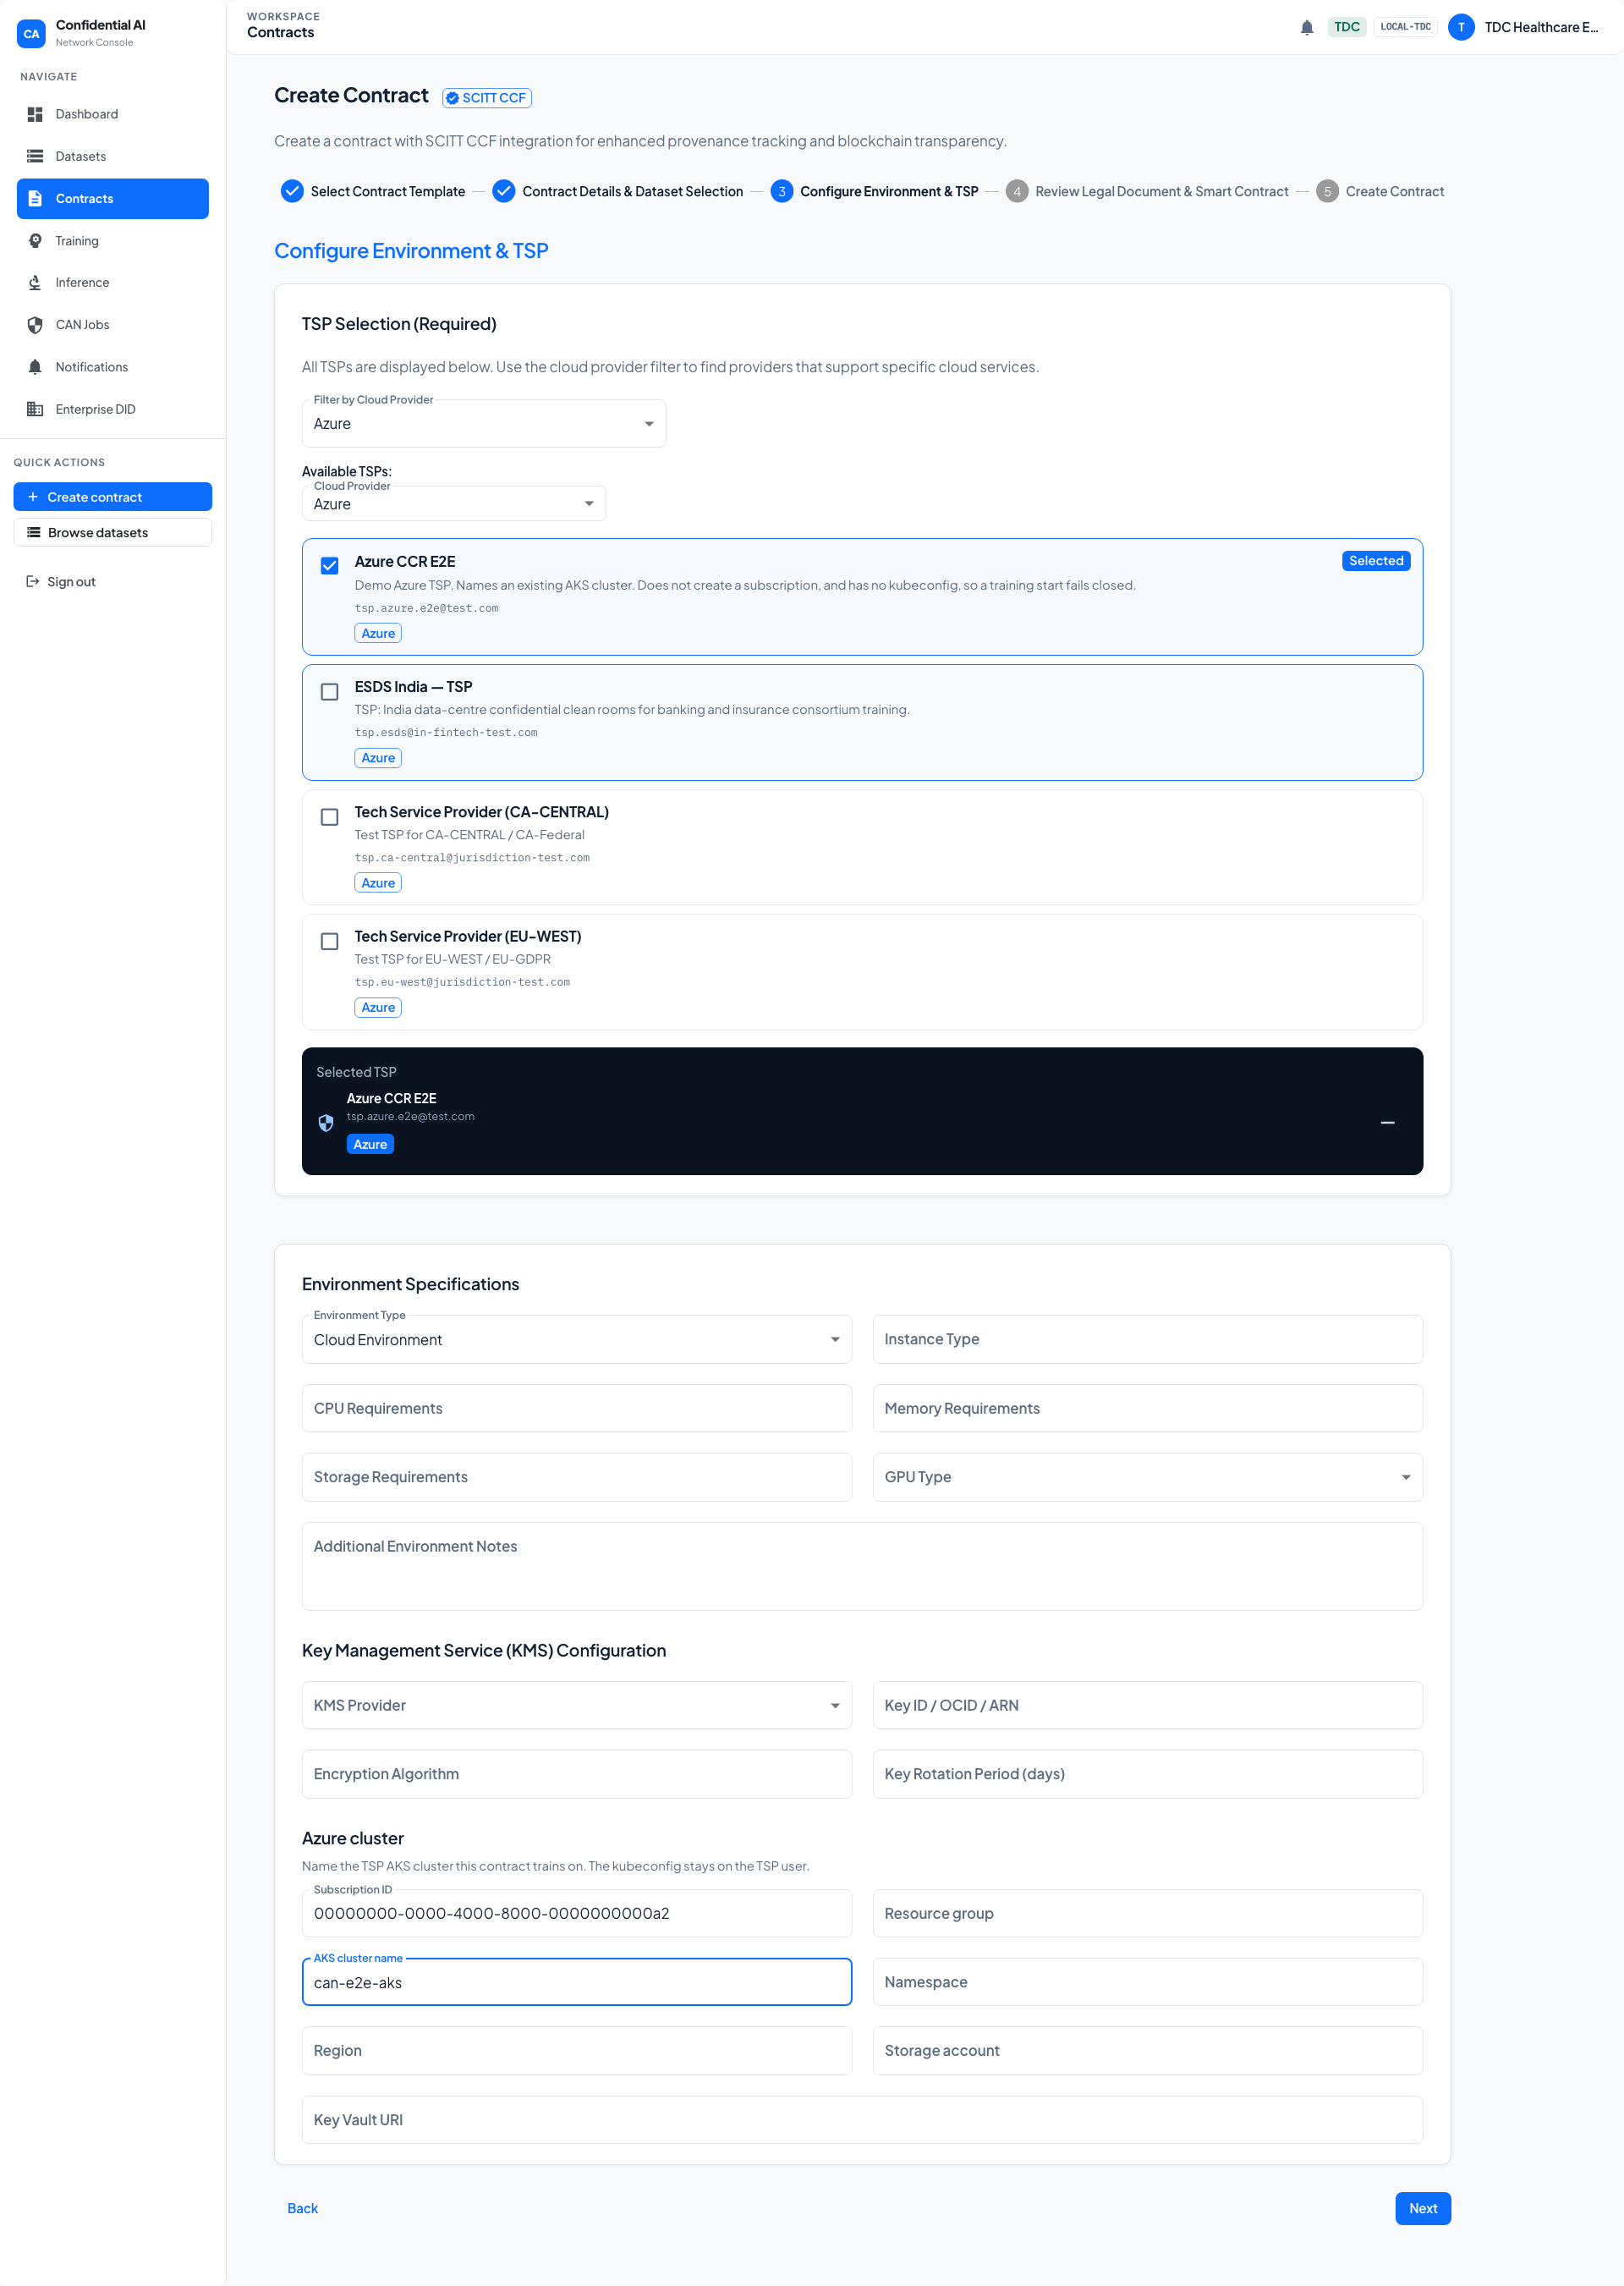 CA
Confidential AI
Network Console
NAVIGATE
Dashboard
Datasets
Contracts
Training
Inference
CAN Jobs
Notifications
Enterprise DID
QUICK ACTIONS
+ Create contract
Browse datasets
Sign out
WORKSPACE
Contracts
TDC
LOCAL-TDC
T
TDC Healthcare E...
Create Contract
SCITT CCF
Create a contract with SCITT CCF integration for enhanced provenance tracking and blockchain transparency.
Select Contract Template
Contract Details & Dataset Selection
3 Configure Environment & TSP
4 Review Legal Document & Smart Contract
5 Create Contract
Configure Environment & TSP
TSP Selection (Required)
All TSPs are displayed below. Use the cloud provider filter to find providers that support specific cloud services.
Filter by Cloud Provider
Azure
Available TSPs:
Cloud Provider
Azure
Azure CCR E2E
Selected
Demo Azure TSP. Names an existing AKS cluster. Does not create a subscription, and has no kubeconfig, so a training start fails closed.
tsp.azure.e2e@test.com
Azure
ESDS India — TSP
TSP: India data-centre confidential clean rooms for banking and insurance consortium training.
tsp.esds@in-fintech-test.com
Azure
Tech Service Provider (CA-CENTRAL)
Test TSP for CA-CENTRAL / CA-Federal
tsp.ca-central@jurisdiction-test.com
Azure
Tech Service Provider (EU-WEST)
Test TSP for EU-WEST / EU-GDPR
tsp.eu-west@jurisdiction-test.com
Azure
Selected TSP
Azure CCR E2E
tsp.azure.e2e@test.com
Azure
Environment Specifications
Environment Type
Cloud Environment
Instance Type
CPU Requirements
Memory Requirements
Storage Requirements
GPU Type
Additional Environment Notes
Key Management Service (KMS) Configuration
KMS Provider
Key ID / OCID / ARN
Encryption Algorithm
Key Rotation Period (days)
Azure cluster
Name the TSP AKS cluster this contract trains on. The kubeconfig stays on the TSP user.
Subscription ID
00000000-0000-4000-8000-0000000000a2
Resource group
AKS cluster name
can-e2e-aks
Namespace
Region
Storage account
Key Vault URI
Back
Next